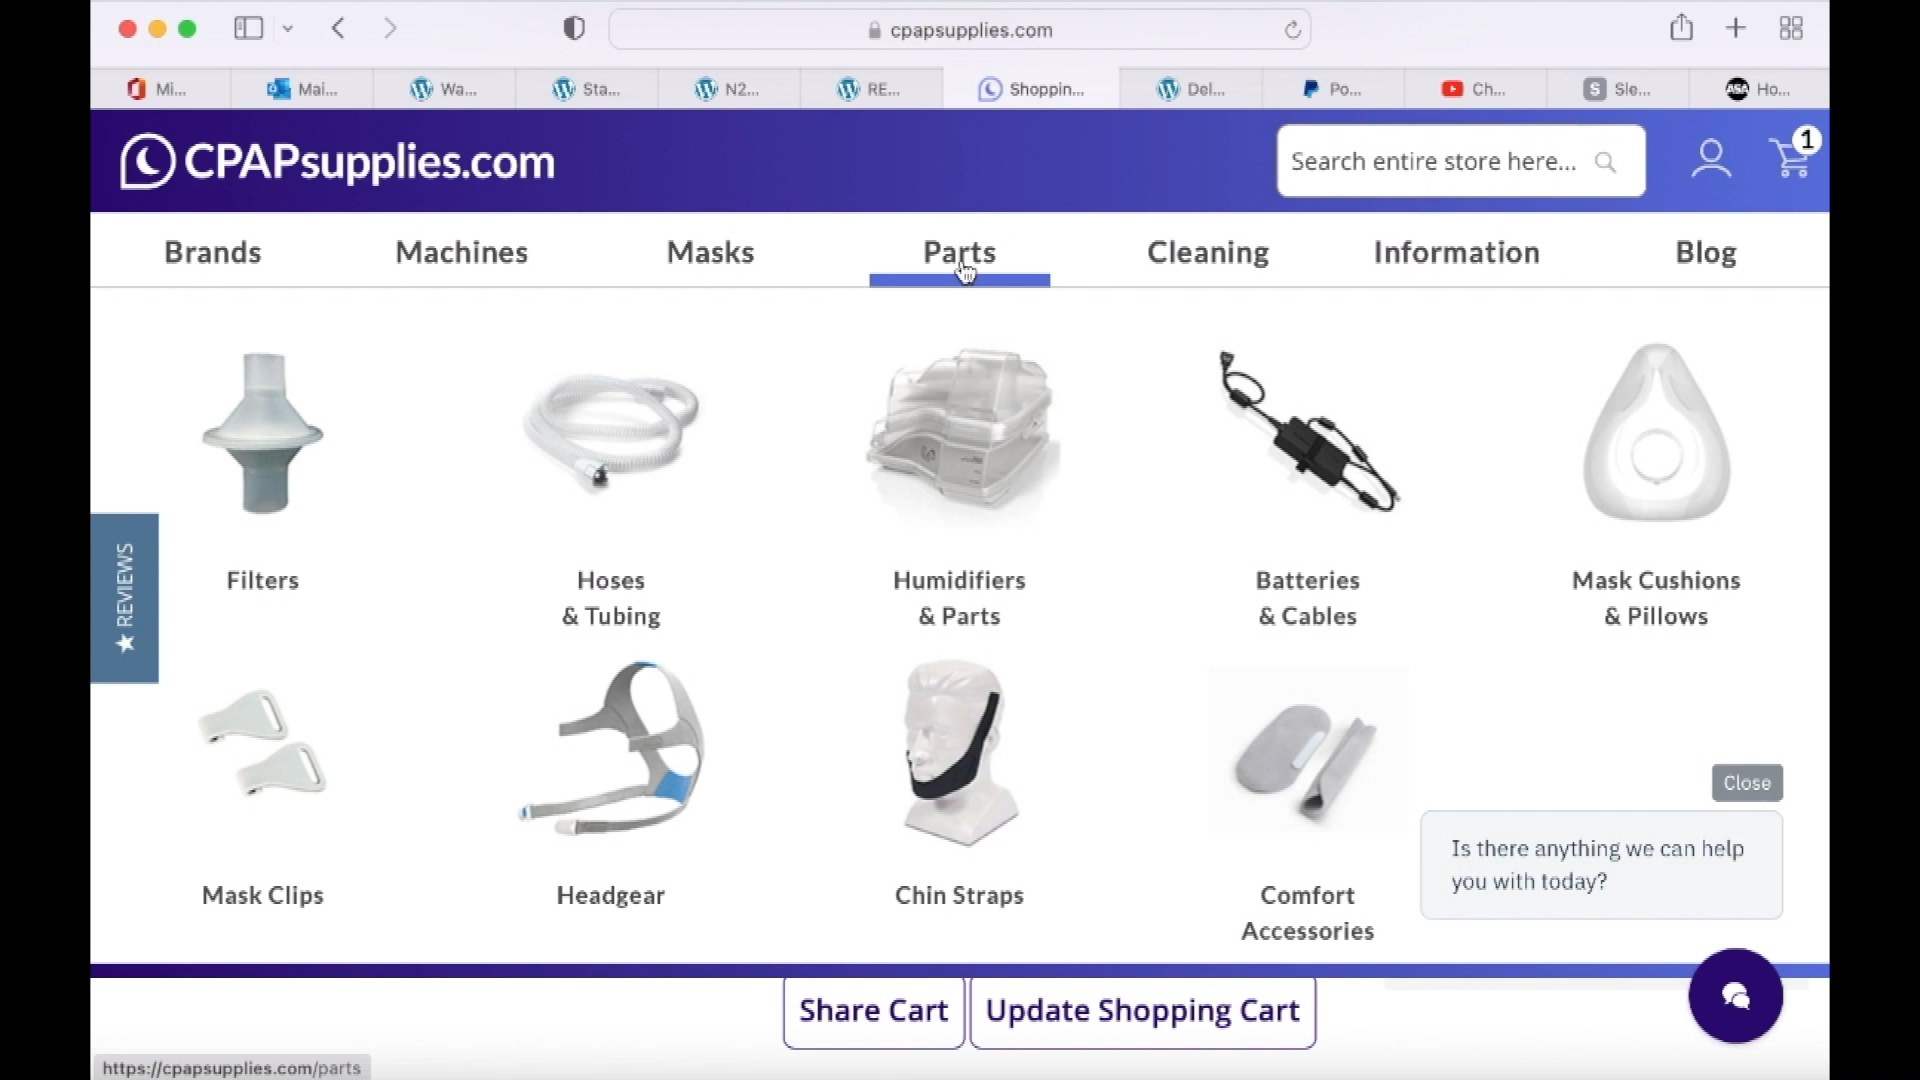 cpapsupplies.com
Mi...
Mai...
Wa...
Sta...
N2...
RE...
Shoppin...
Del...
Po...
Ch...
S
Sle...
ASA
Ho...
CPAPsupplies.com
Search entire store here...
1
Brands
Machines
Masks
Parts
Cleaning
Information
Blog
★ REVIEWS
Filters
Hoses
& Tubing
Humidifiers
& Parts
Batteries
& Cables
Mask Cushions
& Pillows
Mask Clips
Headgear
Chin Straps
Comfort
Accessories
Close
Is there anything we can help
you with today?
Share Cart
Update Shopping Cart
https://cpapsupplies.com/parts